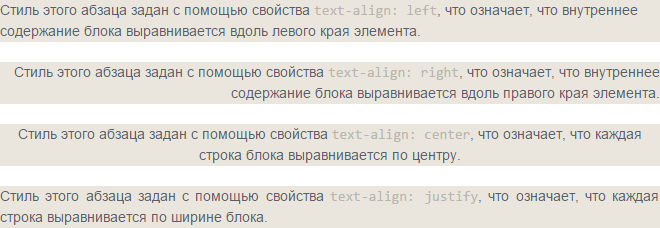 Стиль этого абзаца задан с помощью свойства text-align: left, что означает, что внутреннее
содержание блока выравнивается вдоль левого края элемента.
Стиль этого абзаца задан с помощью свойства text-align: right, что означает, что внутреннее
содержание блока выравнивается вдоль правого края элемента.
Стиль этого абзаца задан с помощью свойства text-align: center, что означает, что каждая
строка блока выравнивается по центру.
Стиль этого абзаца задан с помощью свойства text-align: justify, что означает, что каждая
строка выравнивается по ширине блока.